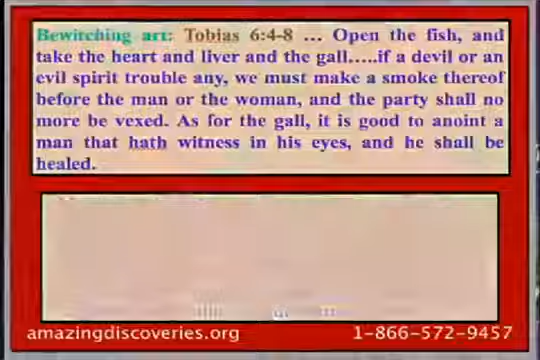 Bewitching art: Tobias 6:4-8 ... Open the fish, and
take the heart and liver and the gall.....if a devil or an
evil spirit trouble any, we must make a smoke thereof
before the man or the woman, and the party shall no
more be vexed. As for the gall, it is good to anoint a
man that hath witness in his eyes, and he shall be
healed.
amazingdiscoveries.org 1-866-572-9457